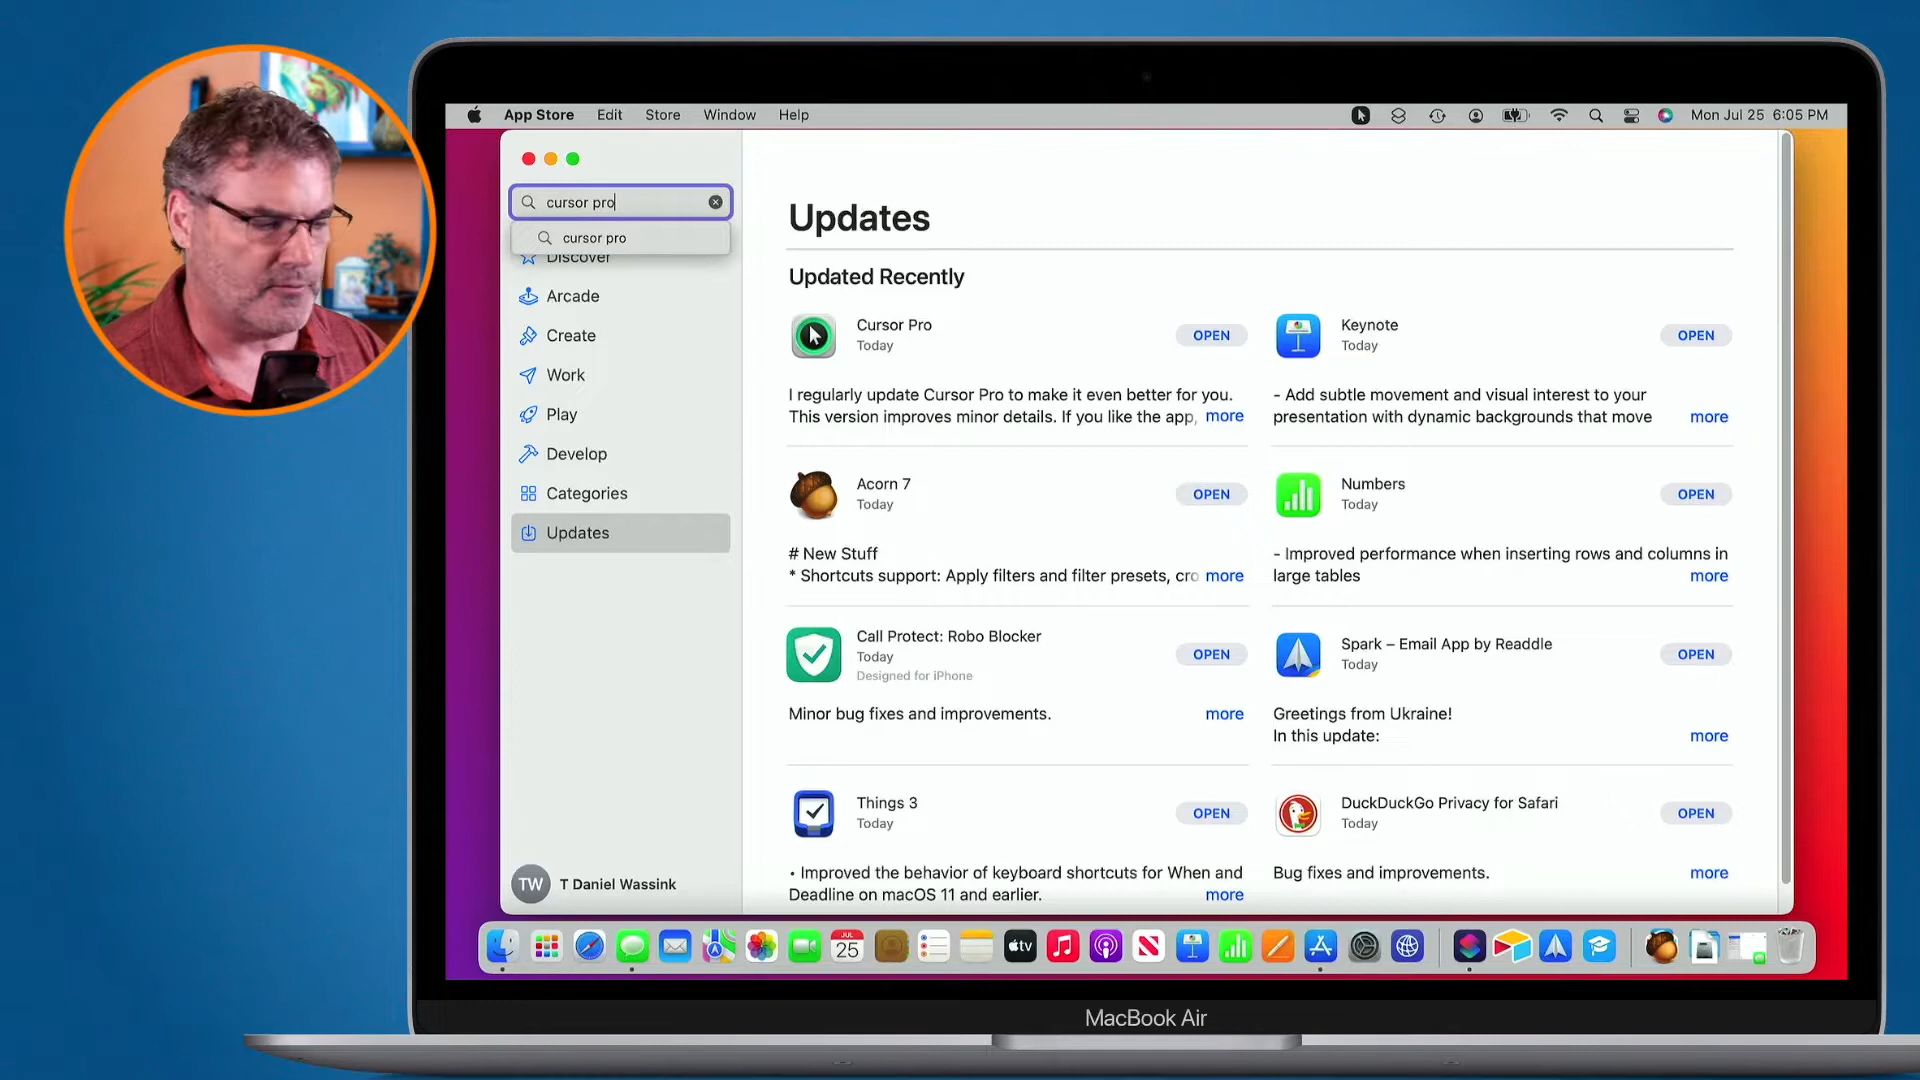 App Store Edit Store Window Help Mon Jul 25 6:05 PM
cursor pro
cursor pro
Discover
Arcade
Create
Work
Play
Develop
Categories
Updates
TW T Daniel Wassink
Updates
Updated Recently
Cursor Pro
Today
OPEN
I regularly update Cursor Pro to make it even better for you.
This version improves minor details. If you like the app, more
Keynote
Today
OPEN
- Add subtle movement and visual interest to your
presentation with dynamic backgrounds that move more
Acorn 7
Today
OPEN
# New Stuff
* Shortcuts support: Apply filters and filter presets, cro more
Numbers
Today
OPEN
- Improved performance when inserting rows and columns in
large tables more
Call Protect: Robo Blocker
Today
Designed for iPhone
OPEN
Minor bug fixes and improvements. more
Spark – Email App by Readdle
Today
OPEN
Greetings from Ukraine!
In this update: more
Things 3
Today
OPEN
• Improved the behavior of keyboard shortcuts for When and
Deadline on macOS 11 and earlier. more
DuckDuckGo Privacy for Safari
Today
OPEN
Bug fixes and improvements. more
JUL
25
tv
MacBook Air